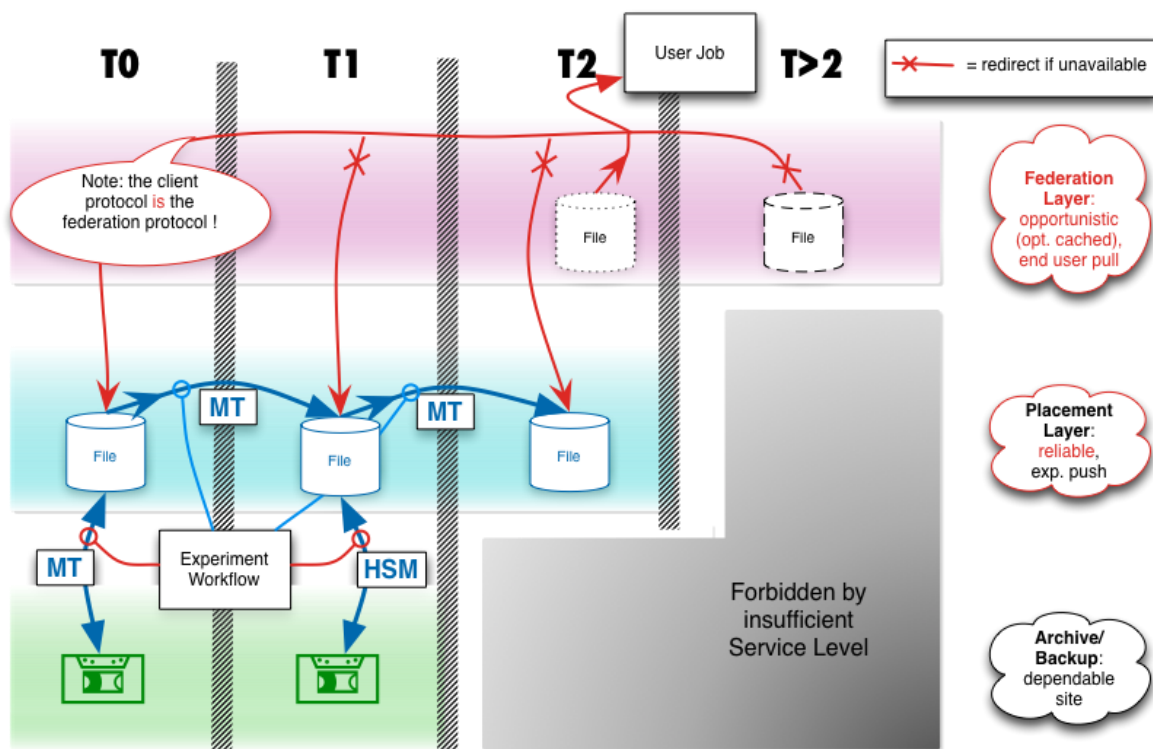 T0
T1
T2
User Job
T>2
= redirect if unavailable
Note: the client
protocol is the
federation protocol !
File
File
Federation
Layer:
opportunistic
(opt. cached),
end user pull
MT
MT
File
File
File
Placement
Layer:
reliable,
exp. push
MT
Experiment
Workflow
HSM
Forbidden by
insufficient
Service Level
Archive/
Backup:
dependable
site